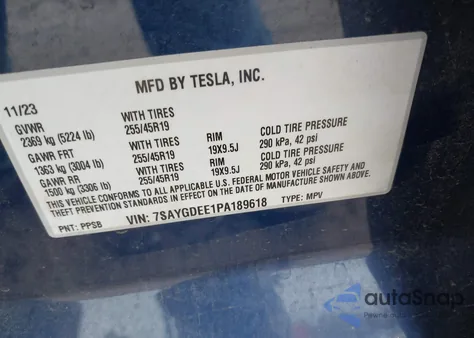 MFD BY TESLA, INC.
11/23
GVWR WITH TIRES
2369 kg (5224 lb) 255/45R19 RIM COLD TIRE PRESSURE
GAWR FRT WITH TIRES 19X9.5J 290 kPa, 42 psi
1363 kg (3004 lb) 255/45R19 RIM COLD TIRE PRESSURE
GAWR RR WITH TIRES 19X9.5J 290 kPa, 42 psi
1500 kg (3306 lb) 255/45R19
THIS VEHICLE CONFORMS TO ALL APPLICABLE U.S. FEDERAL MOTOR VEHICLE SAFETY AND
THEFT PREVENTION STANDARDS IN EFFECT ON THE DATE OF MANUFACTURE SHOWN ABOVE.
PNT: PPSB VIN: 7SAYGDEE1PA189618 TYPE: MPV
autoSnap